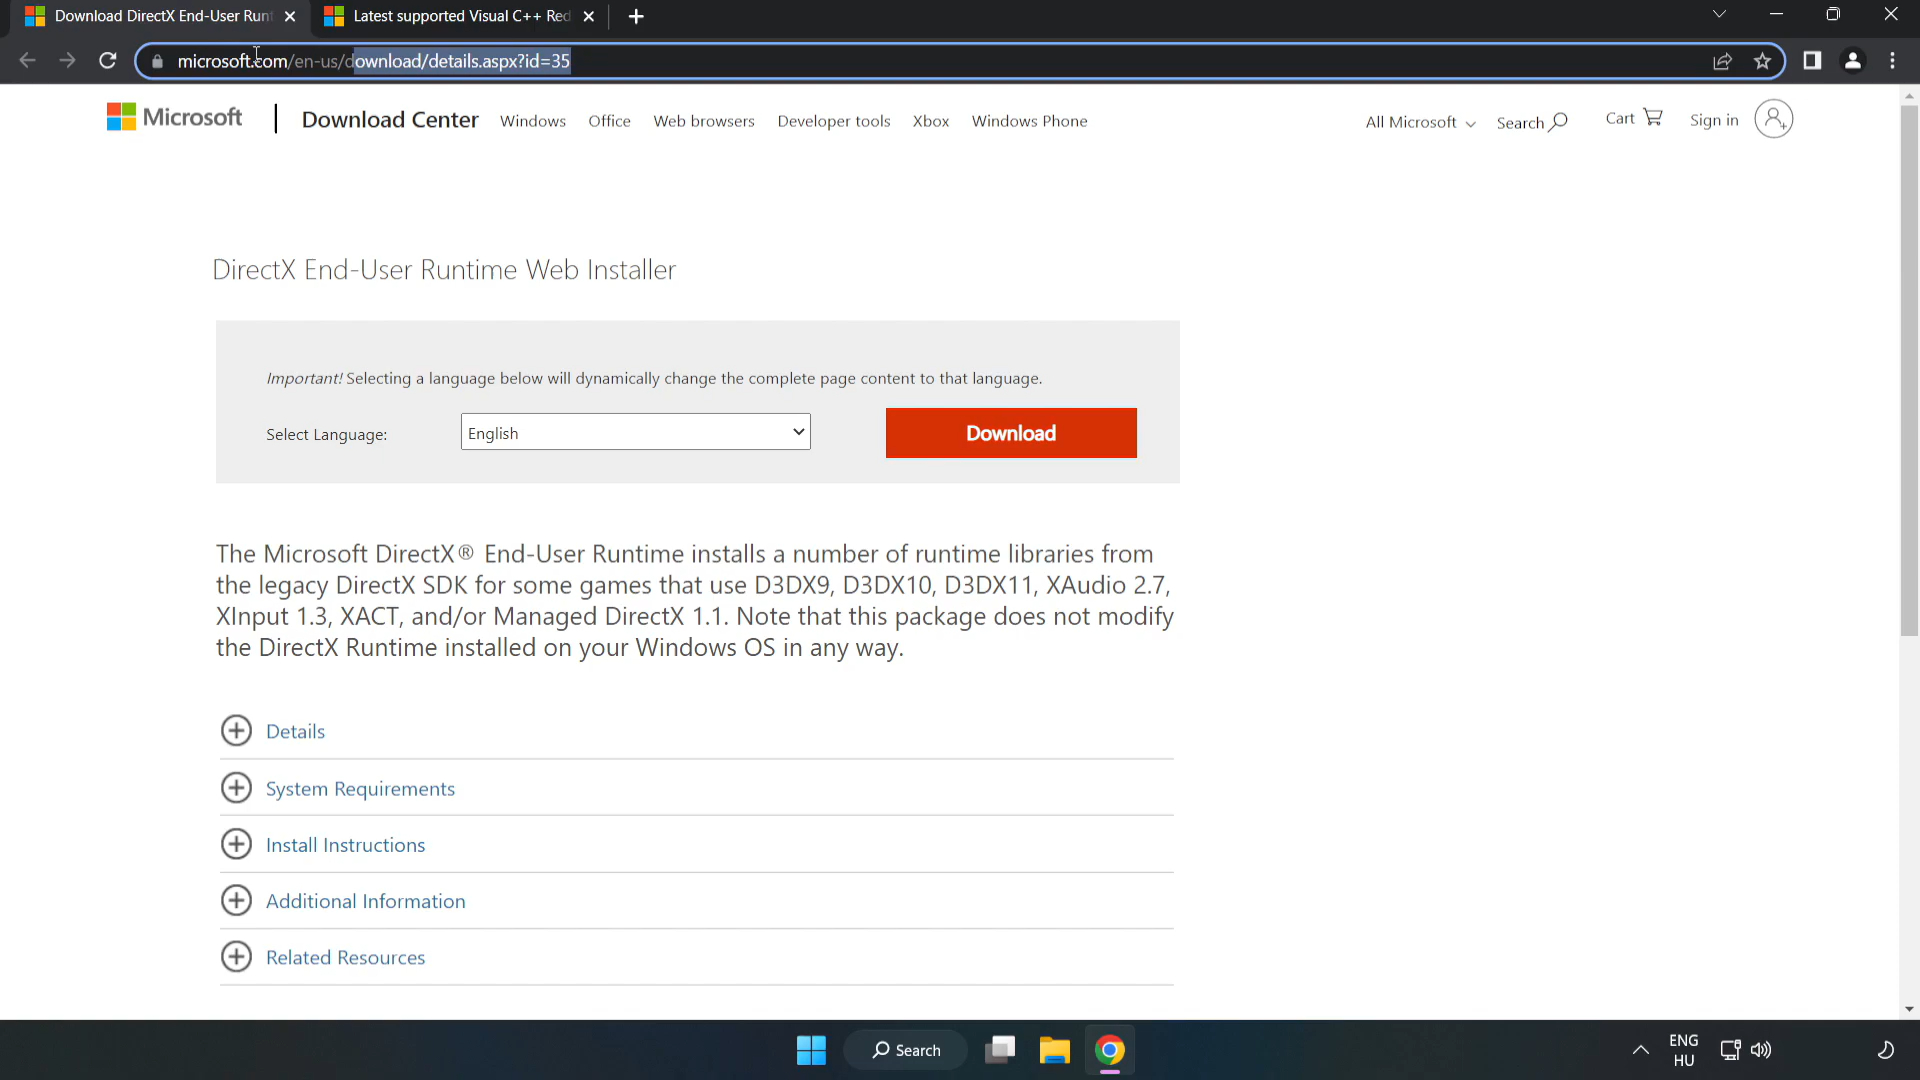 Download DirectX End-User Runt
Latest supported Visual C++ Red
microsoft.com/en-us/download/details.aspx?id=35
Microsoft
Download Center
Windows
Office
Web browsers
Developer tools
Xbox
Windows Phone
All Microsoft
Search
Cart
Sign in
DirectX End-User Runtime Web Installer
Important! Selecting a language below will dynamically change the complete page content to that language.
Select Language:
English
Download
The Microsoft DirectX® End-User Runtime installs a number of runtime libraries from
the legacy DirectX SDK for some games that use D3DX9, D3DX10, D3DX11, XAudio 2.7,
XInput 1.3, XACT, and/or Managed DirectX 1.1. Note that this package does not modify
the DirectX Runtime installed on your Windows OS in any way.
Details
System Requirements
Install Instructions
Additional Information
Related Resources
Search
ENG
HU